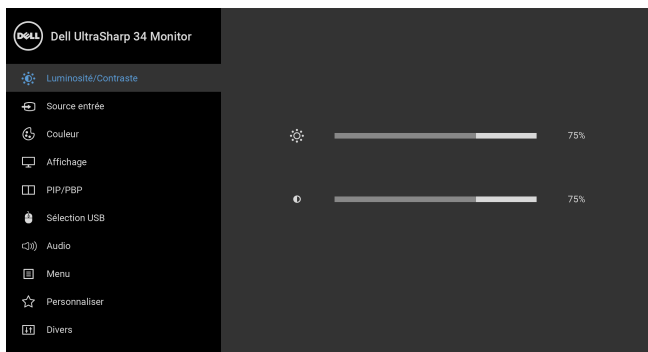 DELL Dell UltraSharp 34 Monitor
Luminosité/Contraste
Source entrée
Couleur
75%
Affichage
PIP/PBP
75%
Sélection USB
Audio
Menu
Personnaliser
Divers